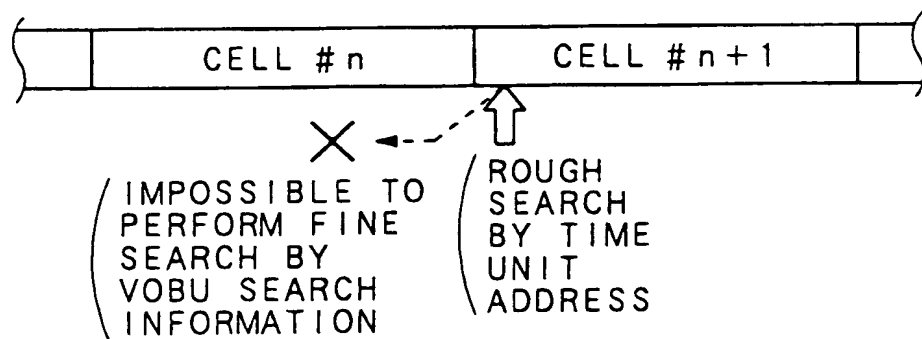 CELL #n
CELL #n+1
IMPOSSIBLE TO
PERFORM FINE
SEARCH BY
VOBU SEARCH
INFORMATION
ROUGH
SEARCH
BY TIME
UNIT
ADDRESS